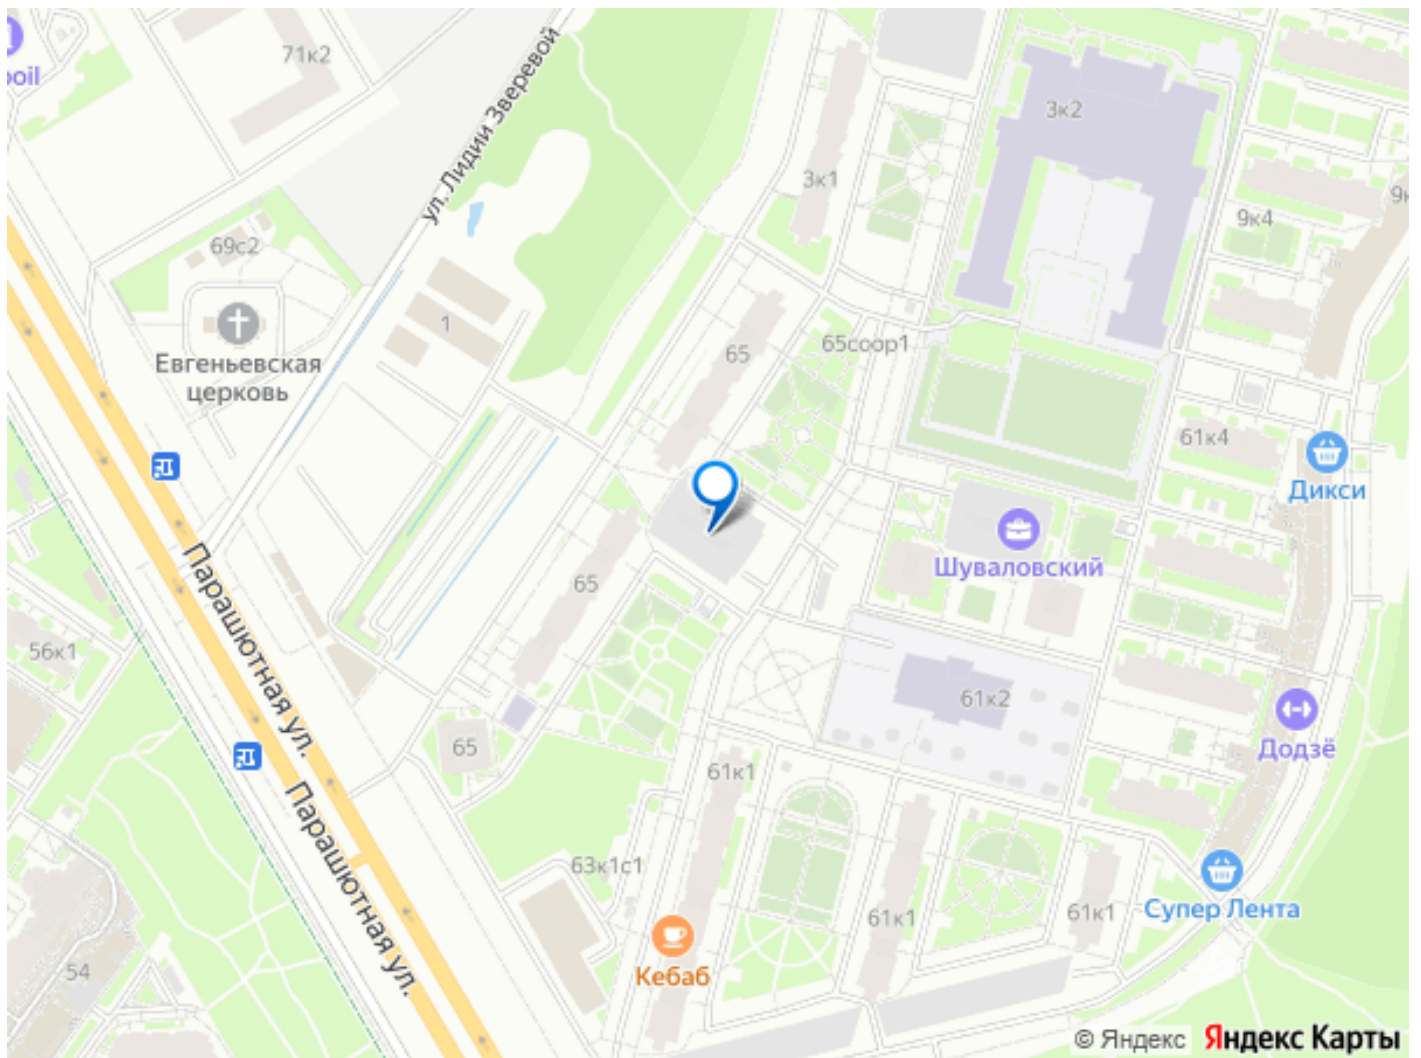 71к2
oil
ул. Лидии Зверевой
3к2
3к1
9к4
69с2
1
Евгеньевская
церковь
65
65соор1
61к4
Дикси
Шуваловский
65
Парашютная ул.
56к1
61к2
65
Додзё
61к1
Парашютная ул.
63к1с1
61к1
61к1
Супер Лента
Кебаб
54
© Яндекс Яндекс Карты